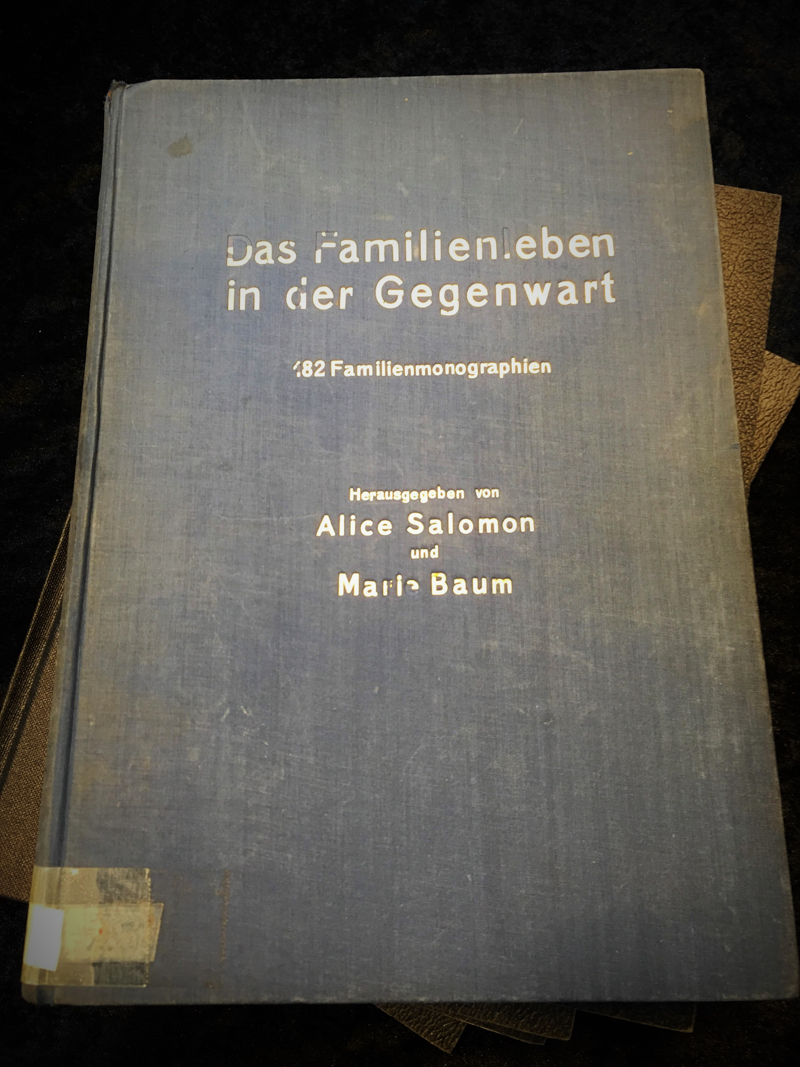 Das Familienleben
in der Gegenwart
182 Familienmonographien
Herausgegeben von
Alice Salomon
und
Marie Baum